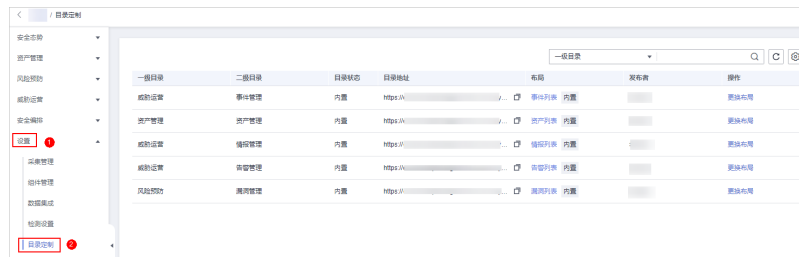 / 目录定制
安全态势
资产管理
风险预防
威胁运营
安全编排
设置 1
采集管理
组件管理
数据集成
检测设置
目录定制 2
一级目录
一级目录 二级目录 目录状态 目录地址 布局 发布者 操作
威胁运营 事件管理 内置 https:// 事件列表 内置 更换布局
资产管理 资产管理 内置 https:// 资产列表 内置 更换布局
威胁运营 情报管理 内置 https:// 情报列表 内置 更换布局
威胁运营 告警管理 内置 https:// 告警列表 内置 更换布局
风险预防 漏洞管理 内置 https:// 漏洞列表 内置 更换布局